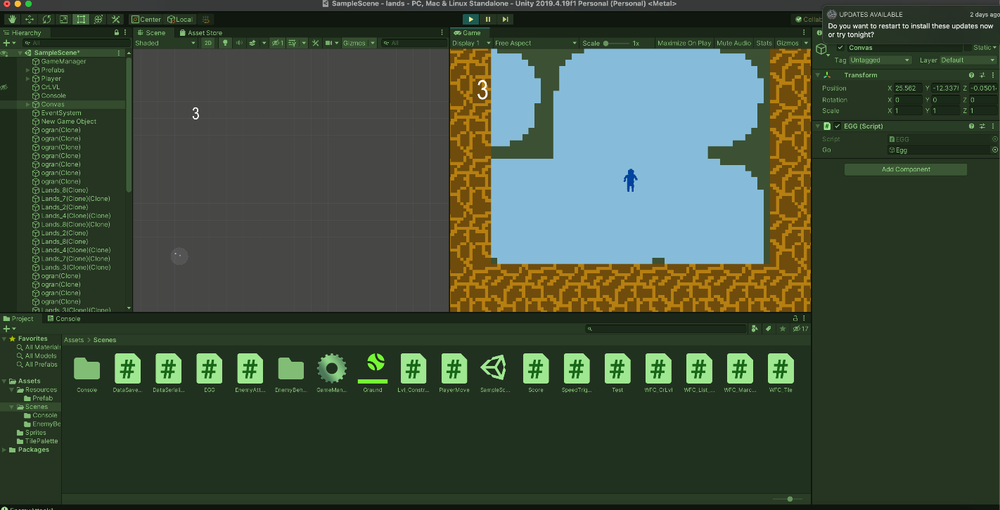 SampleScene - lands - PC, Mac & Linux Standalone - Unity 2019.4.19f1 Personal (Personal) <Metal>
Center
Local
Collab
UPDATES AVAILABLE
2 days ago
Do you want to restart to install these updates now
or try tonight?
Hierarchy
All
SampleScene*
GameManager
Prefabs
Player
CrLVL
Console
Convas
EventSystem
New Game Object
ogran(Clone)
ogran(Clone)
ogran(Clone)
ogran(Clone)
ogran(Clone)
ogran(Clone)
ogran(Clone)
Lands_8(Clone)
Lands_7(Clone)(Clone)
Lands_2(Clone)
Lands_4(Clone)(Clone)
Lands_8(Clone)(Clone)
Lands_2(Clone)
Lands_8(Clone)
Lands_4(Clone)(Clone)
Lands_7(Clone)(Clone)
Lands_3(Clone)(Clone)
ogran(Clone)
ogran(Clone)
ogran(Clone)
ogran(Clone)
Lands_3(Clone)(Clone)
Scene
Asset Store
Shaded
2D
1
Gizmos
All
3
Game
Display 1
Free Aspect
Scale
1x
Maximize On Play
Mute Audio
Stats
Gizmos
3
Convas
Static
Tag Untagged
Layer Default
Transform
Position X 25.562 Y -12.337 Z -0.0501
Rotation X 0 Y 0 Z 0
Scale X 1 Y 1 Z 1
EGG (Script)
Script EGG
Go Egg
Add Component
Project
Console
17
Favorites
All Materials
All Models
All Prefabs
Assets
Resources
Prefab
Scenes
Console
EnemyBe
Sprites
TilePalette
Packages
Assets > Scenes
Console
DataSave...
DataSeriali...
EGG
EnemyAtt...
EnemyBeh...
GameMan...
Ground
Lvl_Constr...
PlayerMove
SampleSc...
Score
SpeedTrig...
Test
WFC_CrLvl
WFC_List_...
WFC_Marc...
WFC_Tile